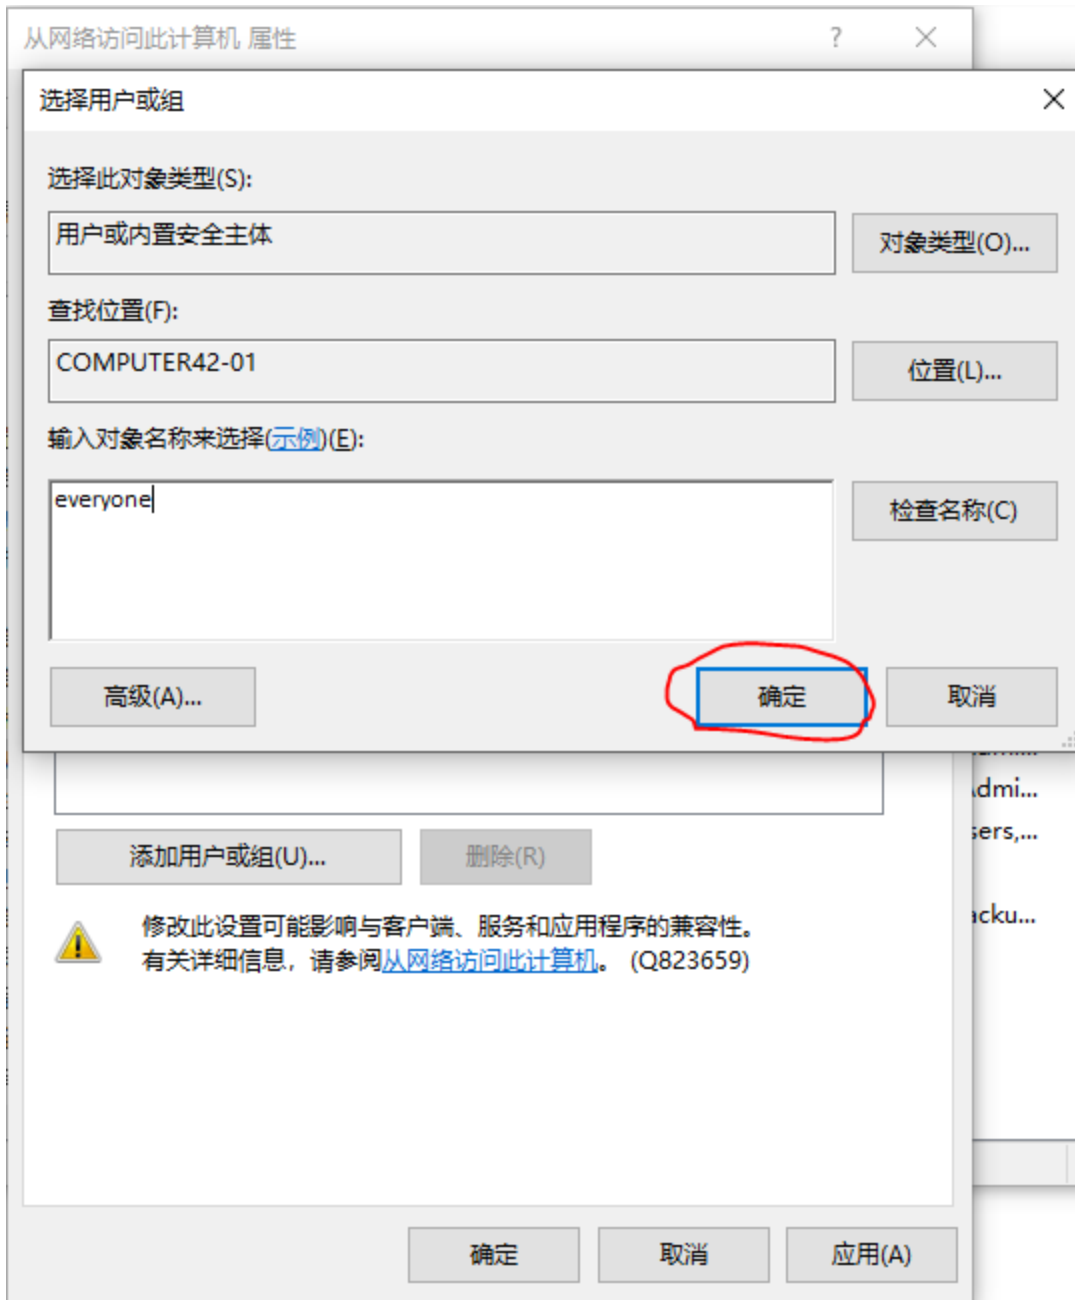 从网络访问此计算机 属性
选择用户或组
选择此对象类型(S):
用户或内置安全主体
对象类型(O)...
查找位置(F):
COMPUTER42-01
位置(L)...
输入对象名称来选择(示例)(E):
everyone
检查名称(C)
高级(A)...
确定
取消
添加用户或组(U)...
删除(R)
修改此设置可能影响与客户端、服务和应用程序的兼容性。
有关详细信息，请参阅从网络访问此计算机。 (Q823659)
确定
取消
应用(A)